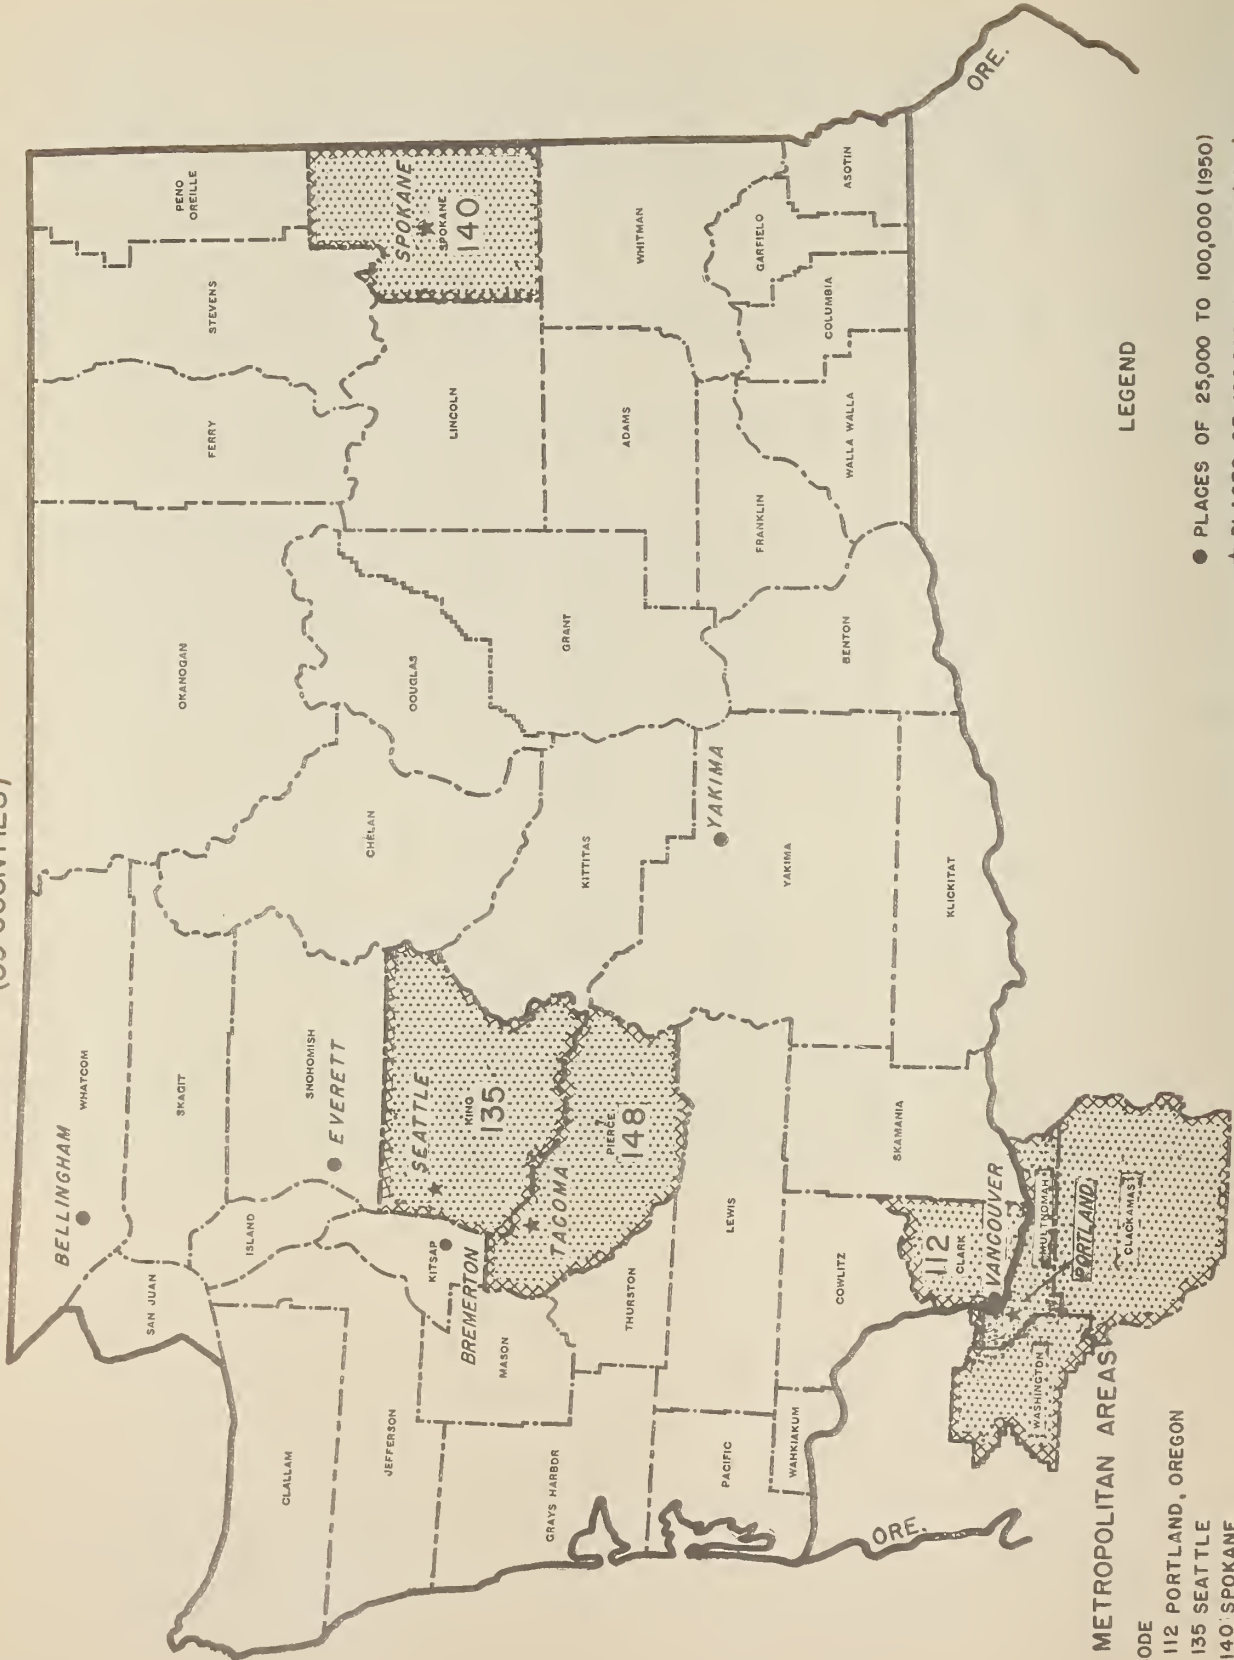 (39 COUNTIES)
WHATCOM
BELLINGHAM
SAN JUAN
SKAGIT
ISLAND
SNOHOMISH
EVERETT
OKANOGAN
FERRY
STEVENS
PENO
OREILLE
CLALLAM
JEFFERSON
KITSAP
BREMERTON
MASON
SEATTLE
KING
135
CHELAN
DOUGLAS
LINCOLN
SPOKANE
SPOKANE
140
GRAYS HARBOR
THURSTON
TACOMA
PIERCE
148
KITTITAS
GRANT
ADAMS
WHITMAN
PACIFIC
LEWIS
YAKIMA
YAKIMA
FRANKLIN
GARFIELO
ASOTIN
COLUMBIA
WALLA WALLA
BENTON
WAHKIAKUM
COWLITZ
SKAMANIA
KLICKITAT
112
CLARK
VANCOUVER
MULTNOMAH
PORTLAND
WASHINGTON
CLACKAMAS
ORE.
ORE.
METROPOLITAN AREAS
ODE
112 PORTLAND, OREGON
135 SEATTLE
140 SPOKANE
LEGEND
● PLACES OF 25,000 TO 100,000 (1950)